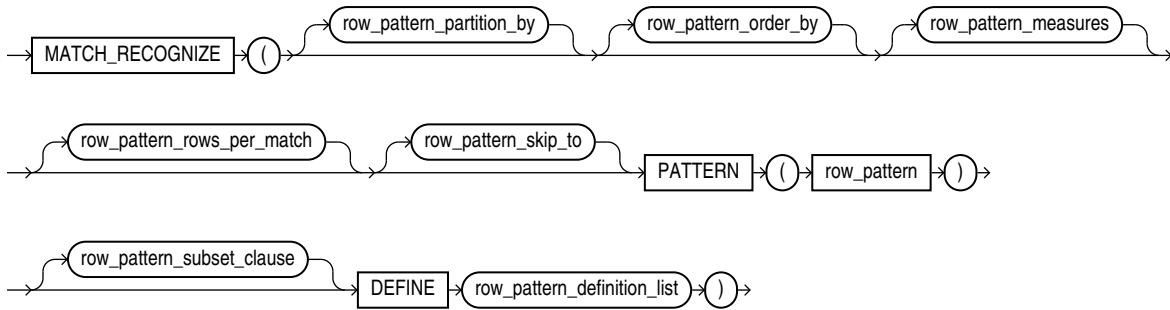 row_pattern_partition_by row_pattern_order_by row_pattern_measures
MATCH_RECOGNIZE (
row_pattern_rows_per_match row_pattern_skip_to
PATTERN ( row_pattern )
row_pattern_subset_clause
DEFINE row_pattern_definition_list )